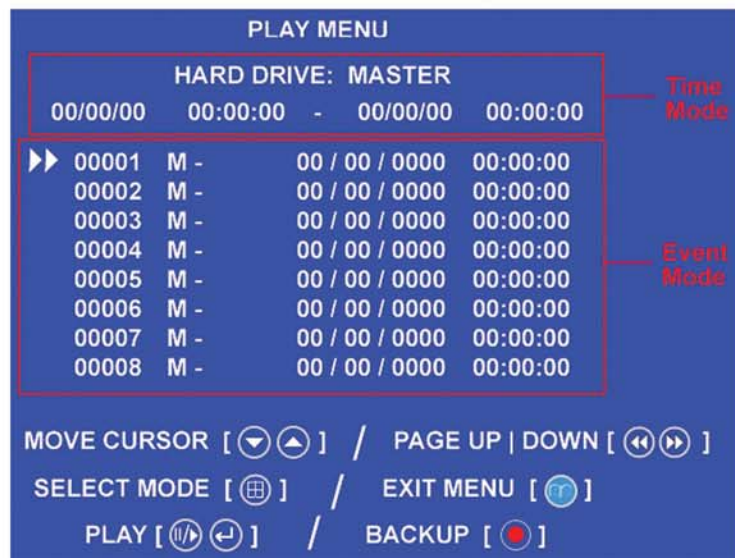 PLAY MENU
HARD DRIVE: MASTER
00/00/00 00:00:00 - 00/00/00 00:00:00
Time
Mode
00001 M - 00 / 00 / 0000 00:00:00
00002 M - 00 / 00 / 0000 00:00:00
00003 M - 00 / 00 / 0000 00:00:00
00004 M - 00 / 00 / 0000 00:00:00
00005 M - 00 / 00 / 0000 00:00:00
00006 M - 00 / 00 / 0000 00:00:00
00007 M - 00 / 00 / 0000 00:00:00
00008 M - 00 / 00 / 0000 00:00:00
Event
Mode
MOVE CURSOR [ ] / PAGE UP | DOWN [ ]
SELECT MODE [ ] / EXIT MENU [ ]
PLAY [ ] / BACKUP [ ]